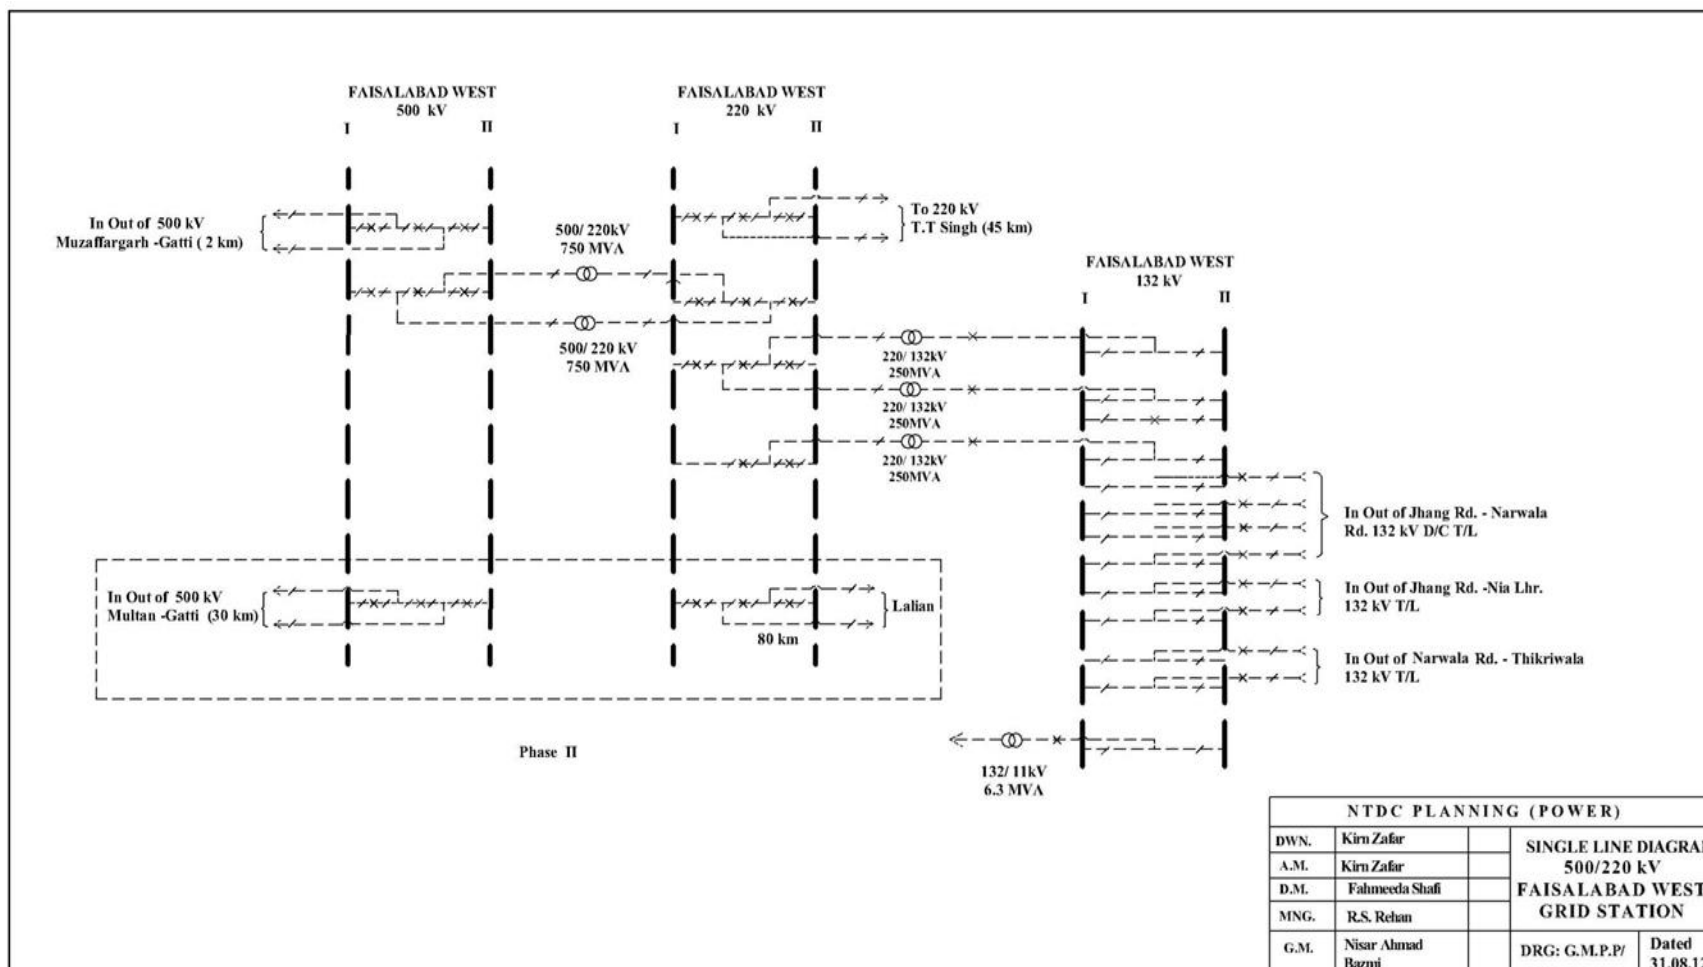 FAISALABAD WEST
500 kV
I II
FAISALABAD WEST
220 kV
I II
In Out of 500 kV
Muzaffargarh -Gatti ( 2 km)
500/ 220kV
750 MVA
To 220 kV
T.T Singh (45 km)
FAISALABAD WEST
132 kV
I II
500/ 220 kV
750 MVA
220/ 132kV
250MVA
220/ 132kV
250MVA
220/ 132kV
250MVA
In Out of Jhang Rd. - Narwala
Rd. 132 kV D/C T/L
In Out of 500 kV
Multan -Gatti (30 km)
Lalian
80 km
In Out of Jhang Rd. -Nia Lhr.
132 kV T/L
In Out of Narwala Rd. - Thikriwala
132 kV T/L
Phase II
132/ 11kV
6.3 MVA
NTDC PLANNING (POWER)
DWN. Kirn Zafar
A.M. Kirn Zafar
D.M. Fahmeeda Shafi
MNG. R.S. Rehan
G.M. Nisar Ahmad
Bazmi
SINGLE LINE DIAGRA
500/220 kV
FAISALABAD WEST
GRID STATION
DRG: G.M.P.P/
Dated
31.08.12